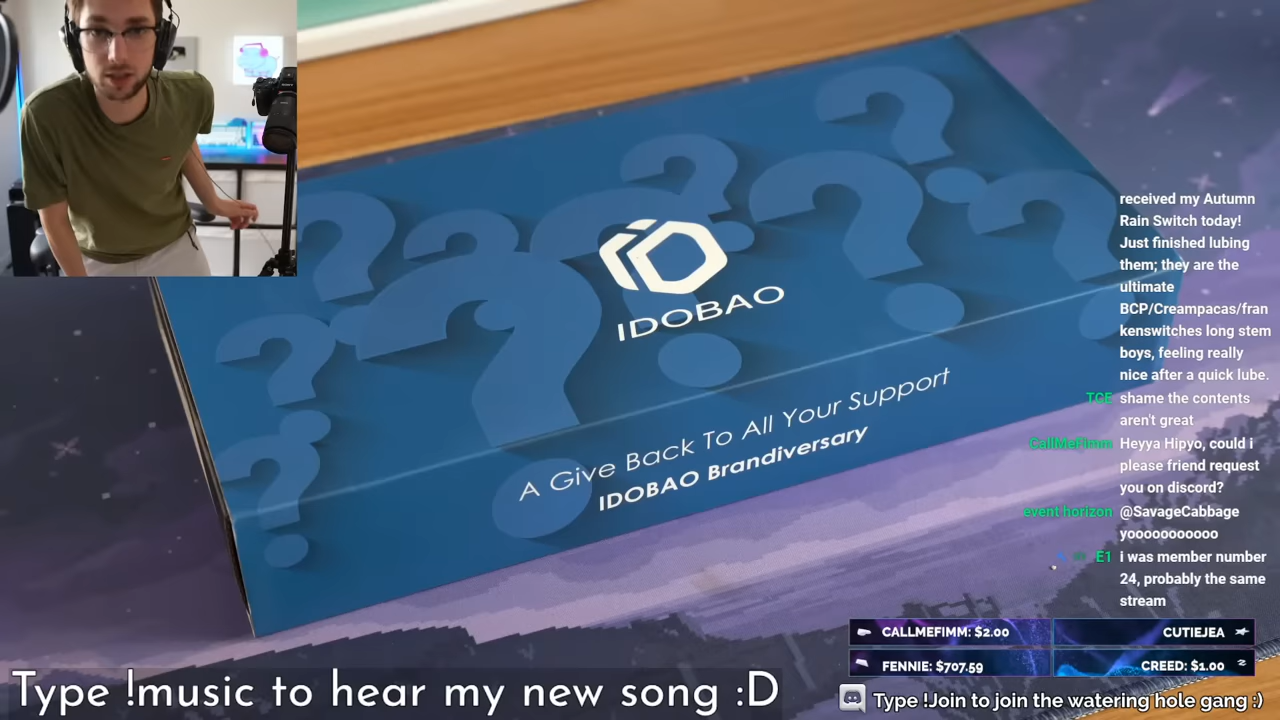 IDOBAO
A Give Back To All Your Support
IDOBAO Brandiversary
received my Autumn
Rain Switch today!
Just finished lubing
them; they are the
ultimate
BCP/Creampacas/fran
kenswitches long stem
boys, feeling really
nice after a quick lube.
TCE shame the contents
aren't great
CallMeFimm Heyya Hipyo, could i
please friend request
you on discord?
event horizon @SavageCabbage
yooooooooooo
E1 i was member number
24, probably the same
stream
CALLMEFIMM: $2.00
CUTIEJEA
FENNIE: $707.59
CREED: $1.00
Type !music to hear my new song :D
Type !Join to join the watering hole gang :)